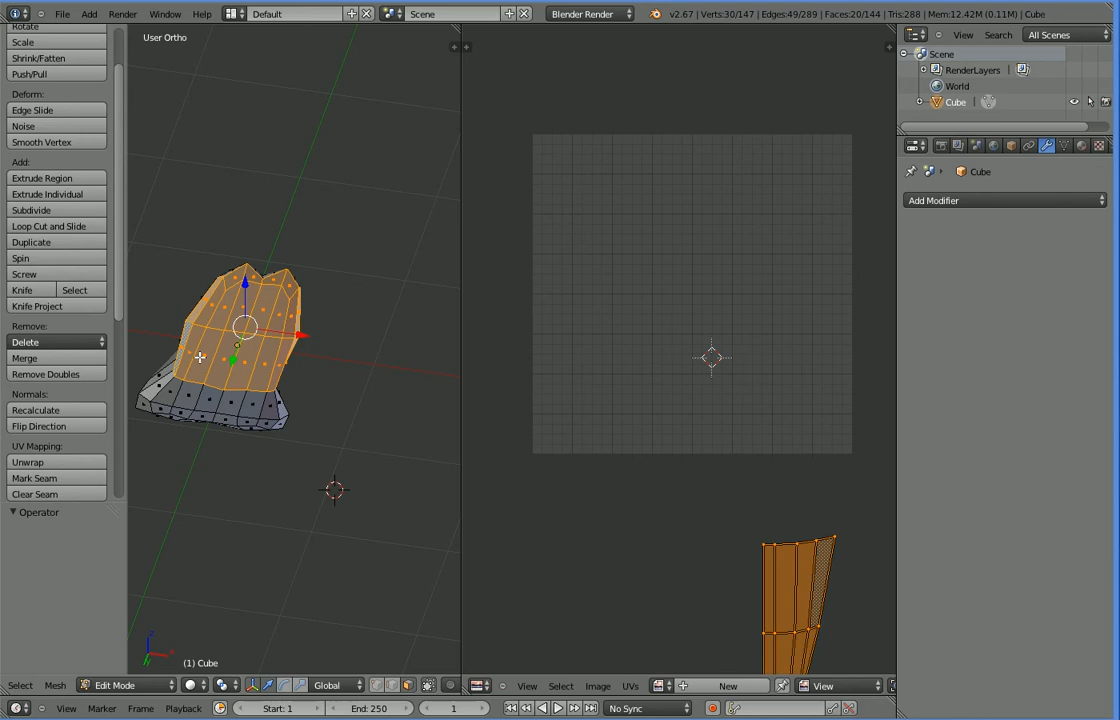 File Add Render Window Help Default Scene Blender Render v2.67 | Verts:30/147 | Edges:49/289 | Faces:20/144 | Tris:288 | Mem:12.42M (0.11M) | Cube
Rotate
Scale
Shrink/Fatten
Push/Pull
Deform:
Edge Slide
Noise
Smooth Vertex
Add:
Extrude Region
Extrude Individual
Subdivide
Loop Cut and Slide
Duplicate
Spin
Screw
Knife Select
Knife Project
Remove:
Delete
Merge
Remove Doubles
Normals:
Recalculate
Flip Direction
UV Mapping:
Unwrap
Mark Seam
Clear Seam
Operator
User Ortho
z
x
(1) Cube
Select Mesh Edit Mode Global
View Select Image UVs New View
View Search All Scenes
Scene
RenderLayers |
World
Cube |
Cube
Add Modifier
View Marker Frame Playback Start: 1 End: 250 1 No Sync